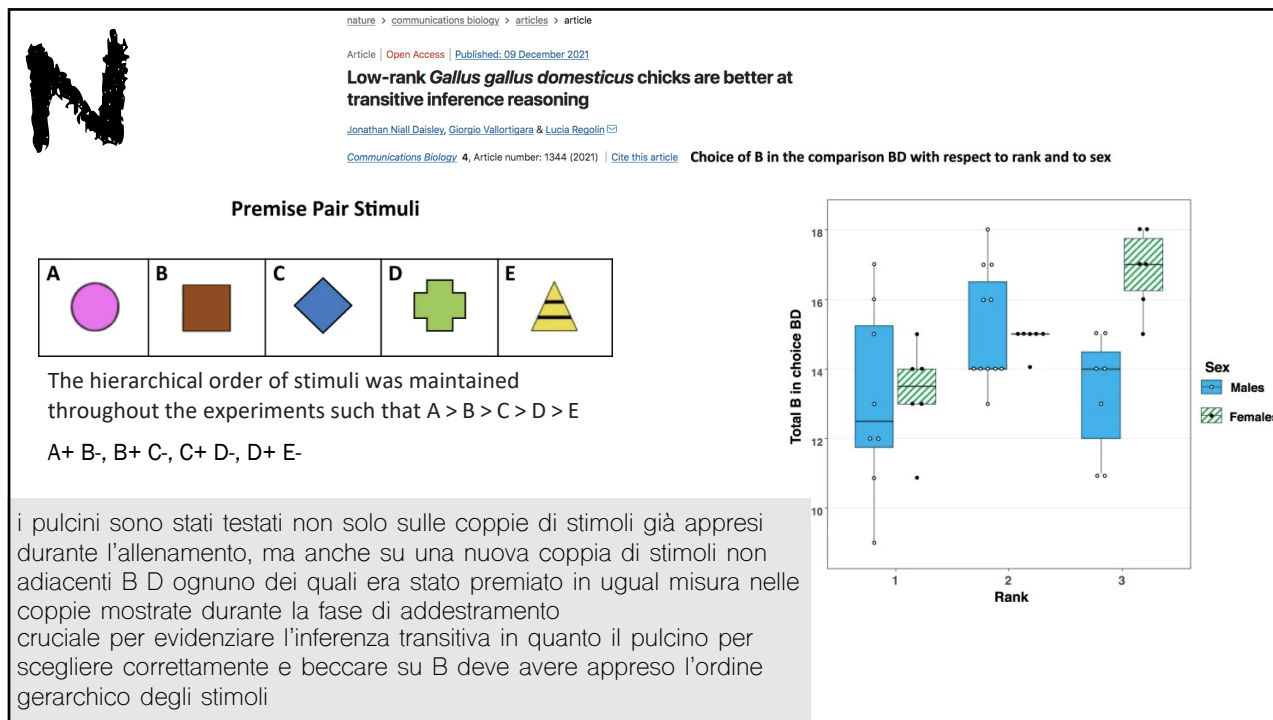 N
nature > communications biology > articles > article
Article | Open Access | Published: 09 December 2021
Low-rank Gallus gallus domesticus chicks are better at
transitive inference reasoning
Jonathan Niall Daisley, Giorgio Vallortigara & Lucia Regolin
Communications Biology 4, Article number: 1344 (2021) | Cite this article
Premise Pair Stimuli
A B C D E
The hierarchical order of stimuli was maintained
throughout the experiments such that A > B > C > D > E
A+ B-, B+ C-, C+ D-, D+ E-
i pulcini sono stati testati non solo sulle coppie di stimoli già appresi
durante l'allenamento, ma anche su una nuova coppia di stimoli non
adiacenti B D ognuno dei quali era stato premiato in ugual misura nelle
coppie mostrate durante la fase di addestramento
cruciale per evidenziare l'inferenza transitiva in quanto il pulcino per
scegliere correttamente e beccare su B deve avere appreso l'ordine
gerarchico degli stimoli
Choice of B in the comparison BD with respect to rank and to sex
Total B in choice BD
18
16
14
12
10
1 2 3
Rank
Sex
Males
Females